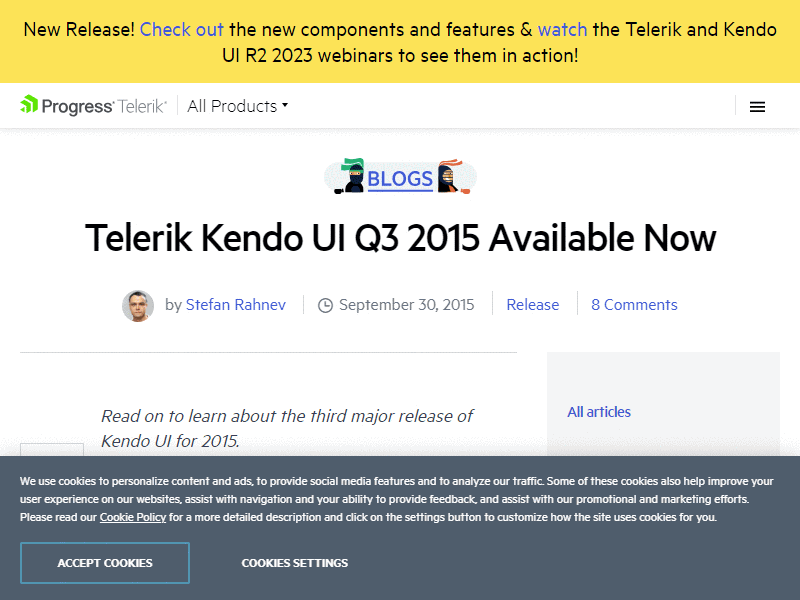 New Release! Check out the new components and features & watch the Telerik and Kendo
UI R2 2023 webinars to see them in action!
Progress Telerik
All Products
BLOGS
Telerik Kendo UI Q3 2015 Available Now
by Stefan Rahnev
September 30, 2015
Release
8 Comments
Read on to learn about the third major release of
Kendo UI for 2015.
All articles
We use cookies to personalize content and ads, to provide social media features and to analyze our traffic. Some of these cookies also help improve your
user experience on our websites, assist with navigation and your ability to provide feedback, and assist with our promotional and marketing efforts.
Please read our Cookie Policy for a more detailed description and click on the settings button to customize how the site uses cookies for you.
ACCEPT COOKIES
COOKIES SETTINGS